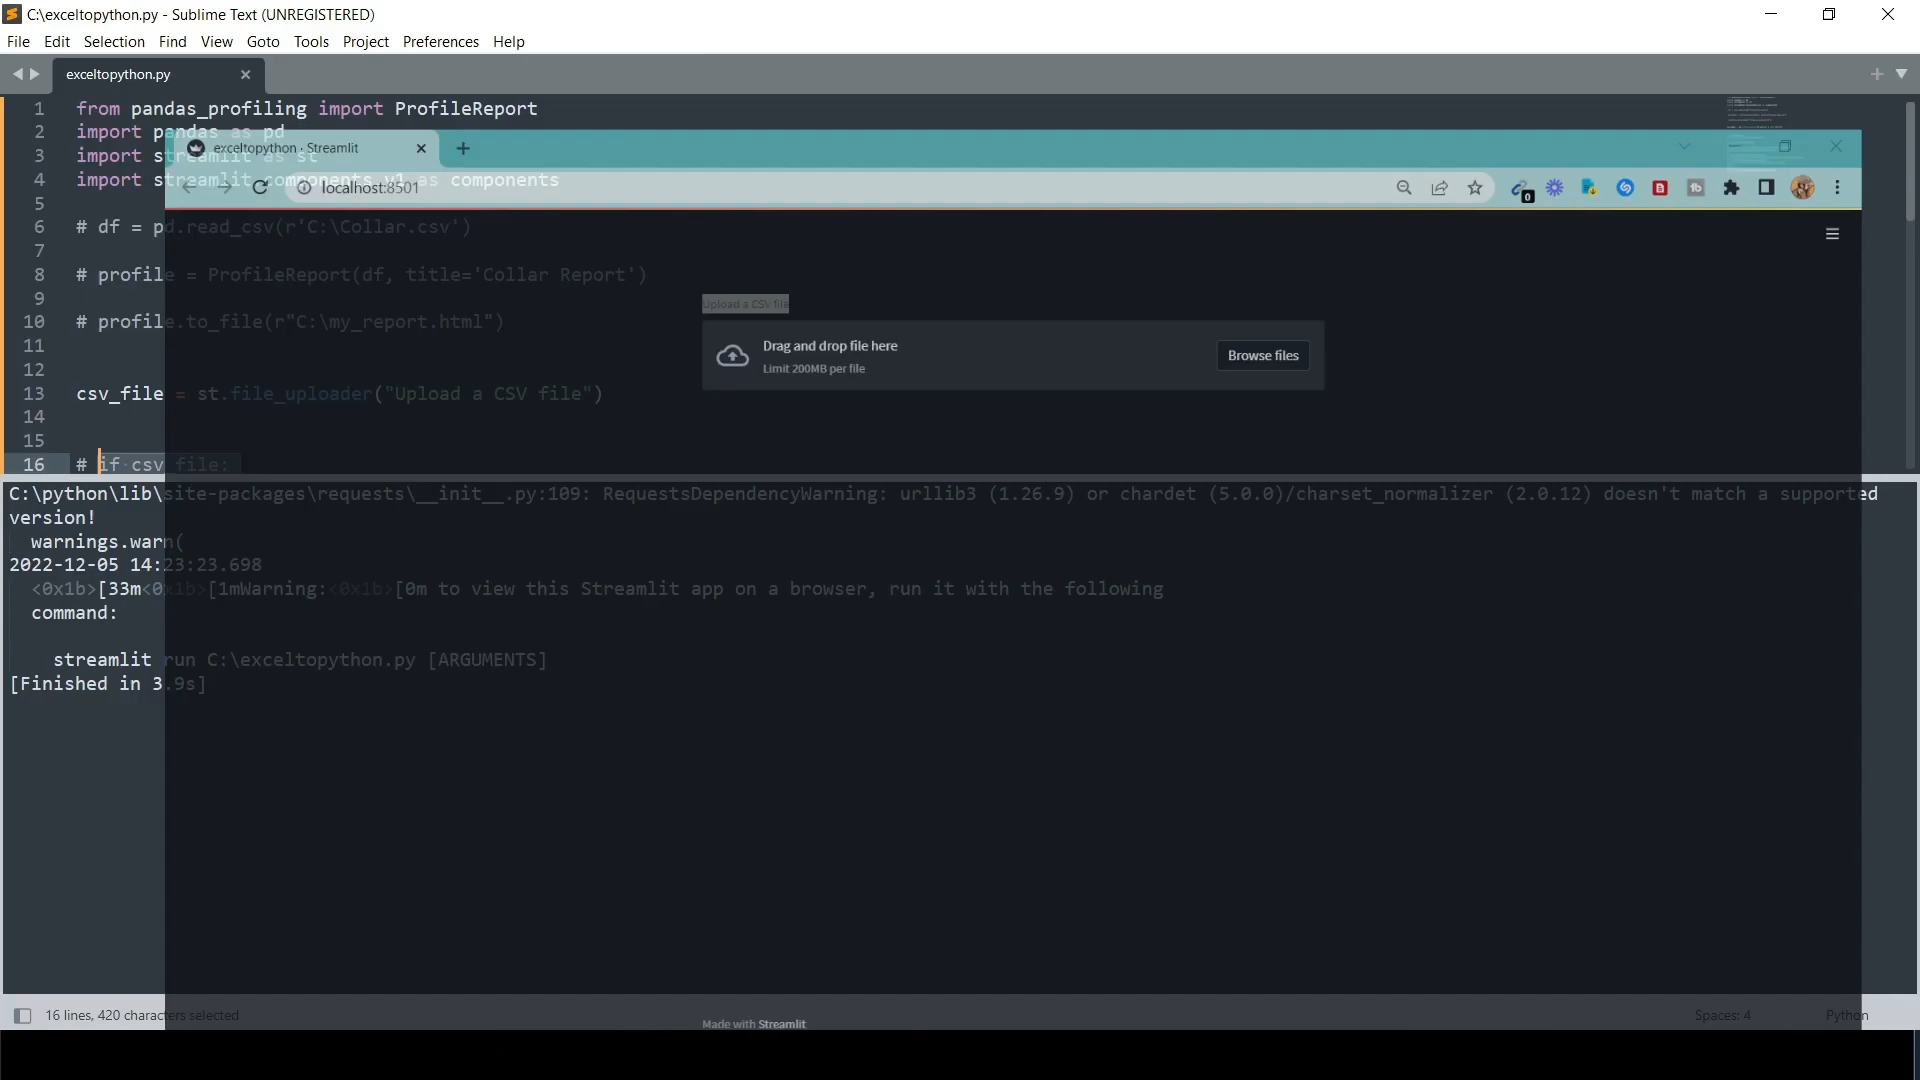 C:\exceltopython.py - Sublime Text (UNREGISTERED)
File Edit Selection Find View Goto Tools Project Preferences Help
exceltopython.py
1 from pandas_profiling import ProfileReport
2 import pandas as pd
exceltopython · Streamlit
3 import streamlit as st
4 import streamlit.components.v1 as components
localhost:8501
0
5
6 # df = pd.read_csv(r'C:\Collar.csv')
7
8 # profile = ProfileReport(df, title='Collar Report')
9
Upload a CSV file
10 # profile.to_file(r"C:\my_report.html")
11
Drag and drop file here
Browse files
Limit 200MB per file
12
13 csv_file = st.file_uploader("Upload a CSV file")
14
15
16 # if csv_file:
C:\python\lib\site-packages\requests\__init__.py:109: RequestsDependencyWarning: urllib3 (1.26.9) or chardet (5.0.0)/charset_normalizer (2.0.12) doesn't match a supported
version!
warnings.warn(
2022-12-05 14:23:23.698
<0x1b>[33m<0x1b>[1mWarning:<0x1b>[0m to view this Streamlit app on a browser, run it with the following
command:
streamlit run C:\exceltopython.py [ARGUMENTS]
[Finished in 3.9s]
16 lines, 420 characters selected
Spaces: 4
Python
Made with Streamlit